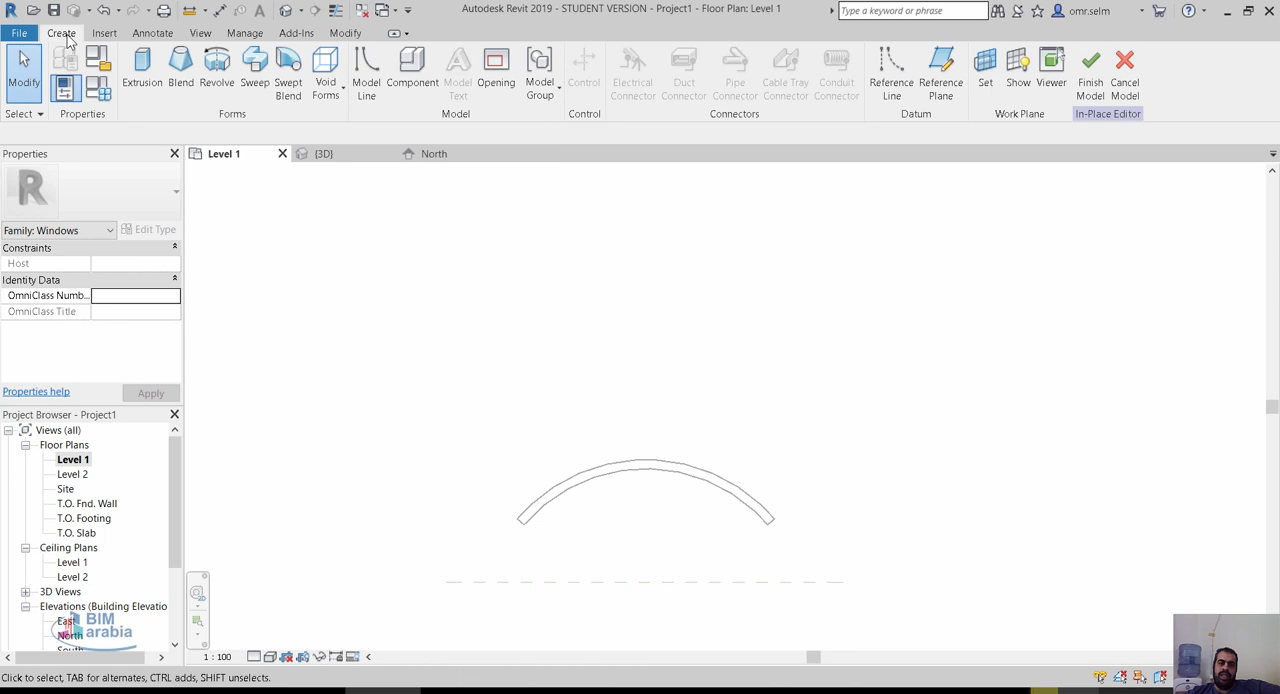 Autodesk Revit 2019 - STUDENT VERSION - Project1 - Floor Plan: Level 1
Type a keyword or phrase
omr.selm
File Create Insert Annotate View Manage Add-Ins Modify
Modify
Extrusion Blend Revolve Sweep Swept Blend Void Forms
Model Line Component Model Text Opening Model Group
Control
Electrical Connector Duct Connector Pipe Connector Cable Tray Connector Conduit Connector
Reference Line Reference Plane
Set Show Viewer
Finish Model Cancel Model
Select Properties Forms Model Control Connectors Datum Work Plane In-Place Editor
Properties
Level 1 {3D} North
Family: Windows Edit Type
Constraints
Host
Identity Data
OmniClass Numb...
OmniClass Title
Properties help Apply
Project Browser - Project1
Views (all)
Floor Plans
Level 1
Level 2
Site
T.O. Fnd. Wall
T.O. Footing
T.O. Slab
Ceiling Plans
Level 1
Level 2
3D Views
Elevations (Building Elevatio
East
North
BIM
arabia
1 : 100
Click to select, TAB for alternates, CTRL adds, SHIFT unselects.